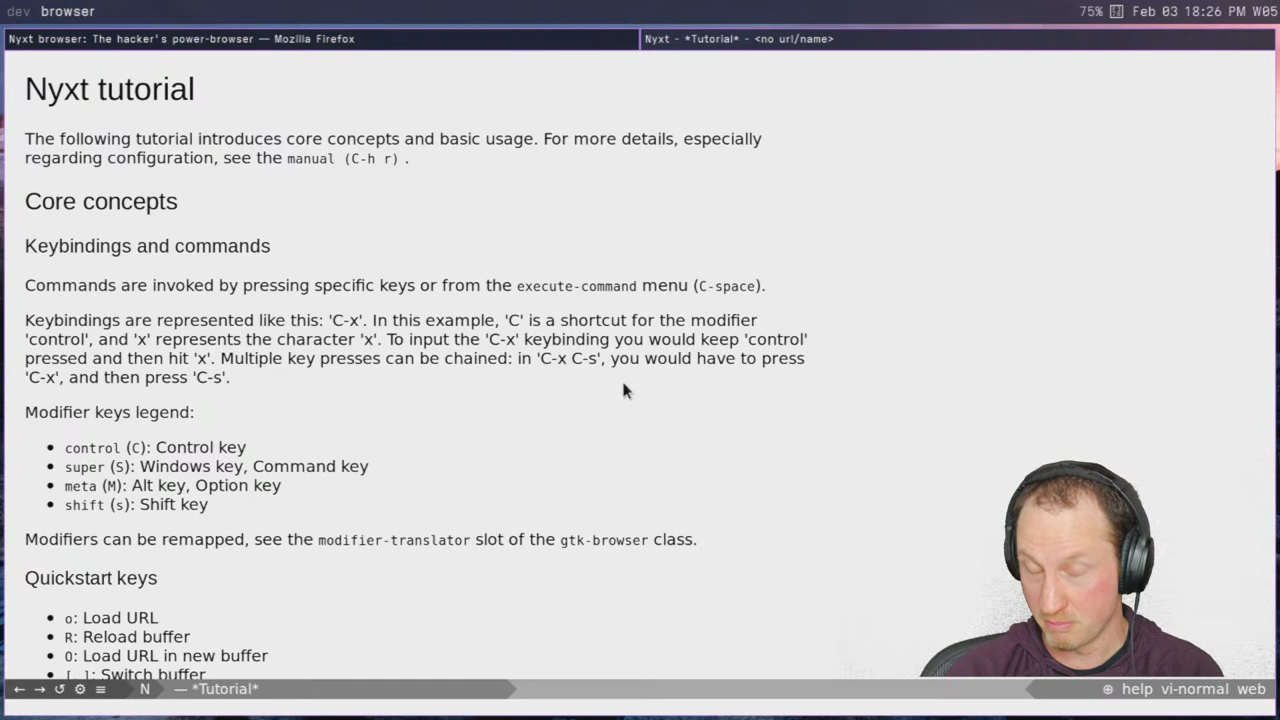 dev browser
75% Feb 03 18:26 PM W05
Nyxt browser: The hacker's power-browser — Mozilla Firefox
Nyxt - *Tutorial* - <no url/name>
Nyxt tutorial
The following tutorial introduces core concepts and basic usage. For more details, especially
regarding configuration, see the manual (C-h r) .
Core concepts
Keybindings and commands
Commands are invoked by pressing specific keys or from the execute-command menu (C-space).
Keybindings are represented like this: 'C-x'. In this example, 'C' is a shortcut for the modifier
'control', and 'x' represents the character 'x'. To input the 'C-x' keybinding you would keep 'control'
pressed and then hit 'x'. Multiple key presses can be chained: in 'C-x C-s', you would have to press
'C-x', and then press 'C-s'.
Modifier keys legend:
• control (C): Control key
• super (S): Windows key, Command key
• meta (M): Alt key, Option key
• shift (s): Shift key
Modifiers can be remapped, see the modifier-translator slot of the gtk-browser class.
Quickstart keys
• o: Load URL
• R: Reload buffer
• O: Load URL in new buffer
• [, ]: Switch buffer
N — *Tutorial*
help vi-normal web